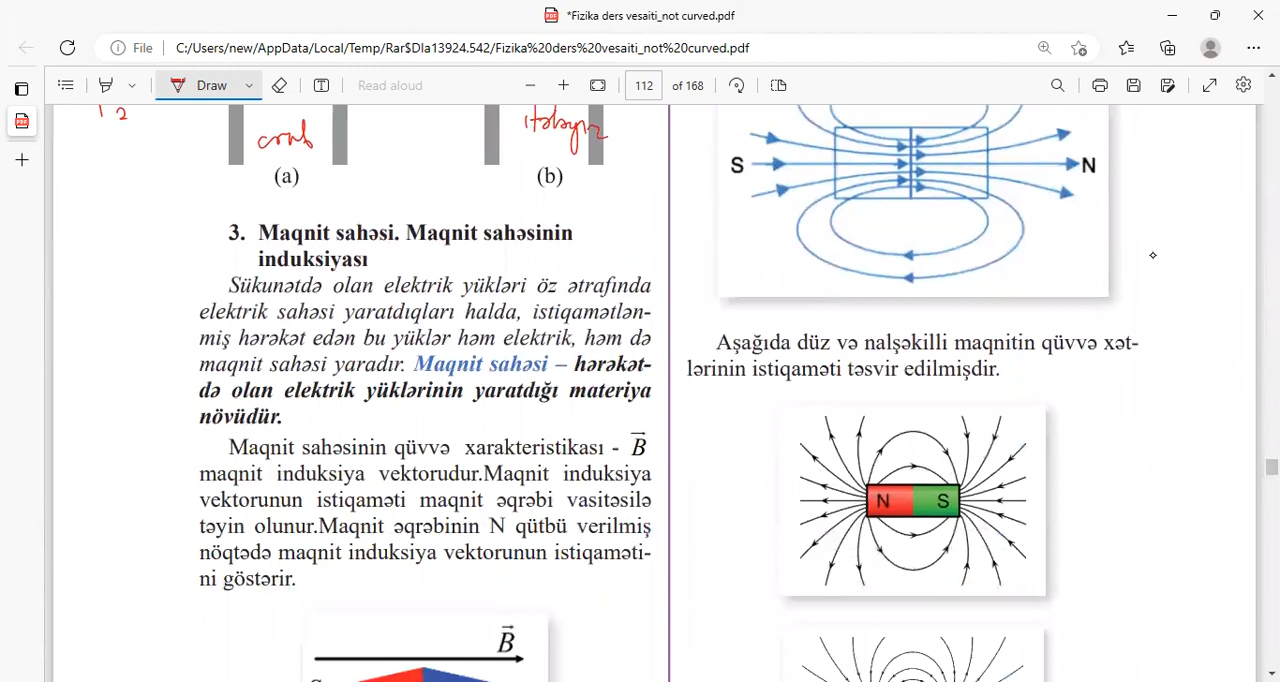 *Fizika ders vesaiti_not curved.pdf
File
C:/Users/new/AppData/Local/Temp/Rar$DIa13924.542/Fizika%20ders%20vesaiti_not%20curved.pdf
Draw
Read aloud
112 of 168
1 2
cərəb
itələyir
(a)
(b)
3. Maqnit sahəsi. Maqnit sahəsinin
induksiyası
Sükunətdə olan elektrik yükləri öz ətrafında
elektrik sahəsi yaratdıqları halda, istiqamətlən-
miş hərəkət edən bu yüklər həm elektrik, həm də
maqnit sahəsi yaradır. Maqnit sahəsi – hərəkət-
də olan elektrik yüklərinin yaratdığı materiya
növüdür.
Maqnit sahəsinin qüvvə xarakteristikası - B
maqnit induksiya vektorudur.Maqnit induksiya
vektorunun istiqaməti maqnit əqrəbi vasitəsilə
təyin olunur.Maqnit əqrəbinin N qütbü verilmiş
nöqtədə maqnit induksiya vektorunun istiqaməti-
ni göstərir.
B
S
N
Aşağıda düz və nalşəkilli maqnitin qüvvə xət-
lərinin istiqaməti təsvir edilmişdir.
N S